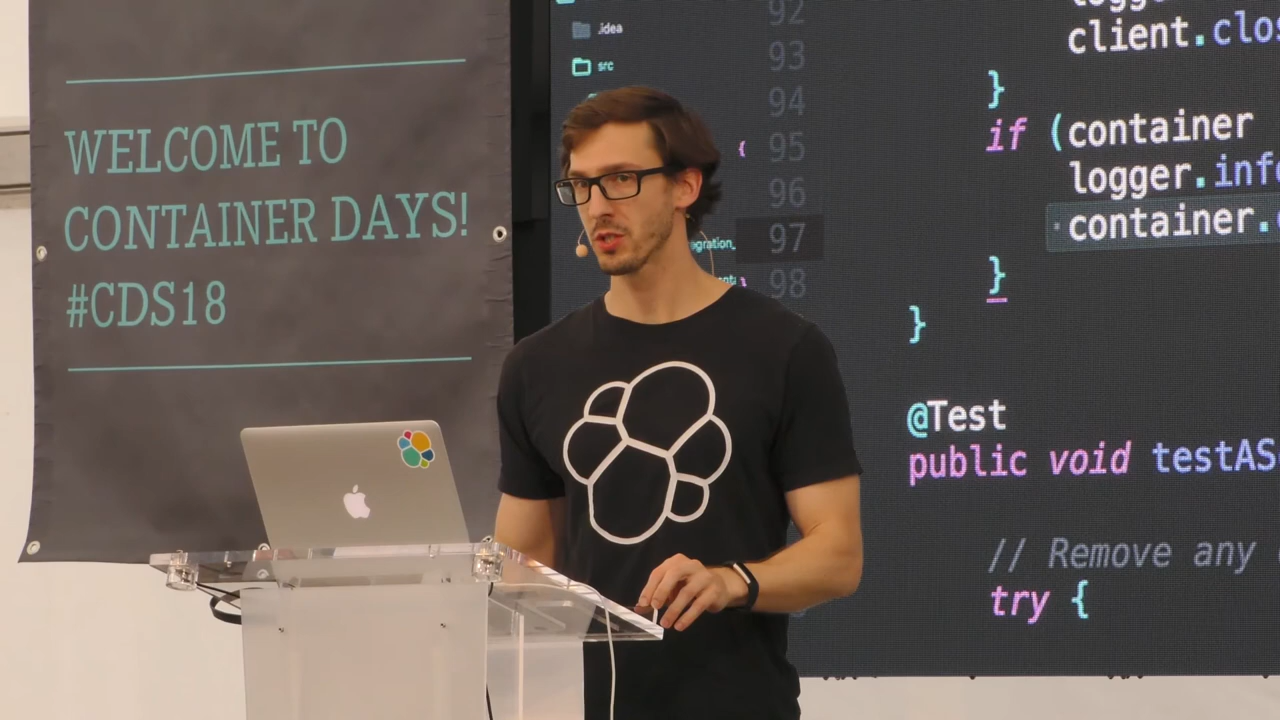 WELCOME TO
CONTAINER DAYS!
#CDS18
.idea
src
92
93
94
95
96
97
98
client.clos
}
if (container
logger.info
container.
}
}
@Test
public void testAS
// Remove any
try {
{